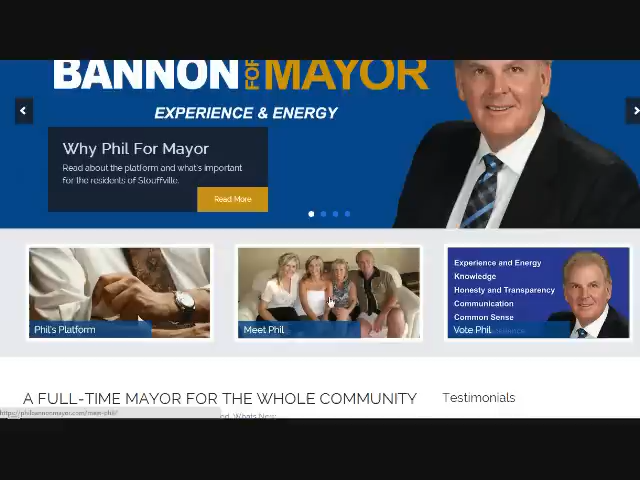 BANNON FOR MAYOR
EXPERIENCE & ENERGY
Why Phil For Mayor
Read about the platform and what's important
for the residents of Stouffville.
Read More
Phil's Platform
Meet Phil
Experience and Energy
Knowledge
Honesty and Transparency
Communication
Common Sense
Vote Phil
A FULL-TIME MAYOR FOR THE WHOLE COMMUNITY
Testimonials